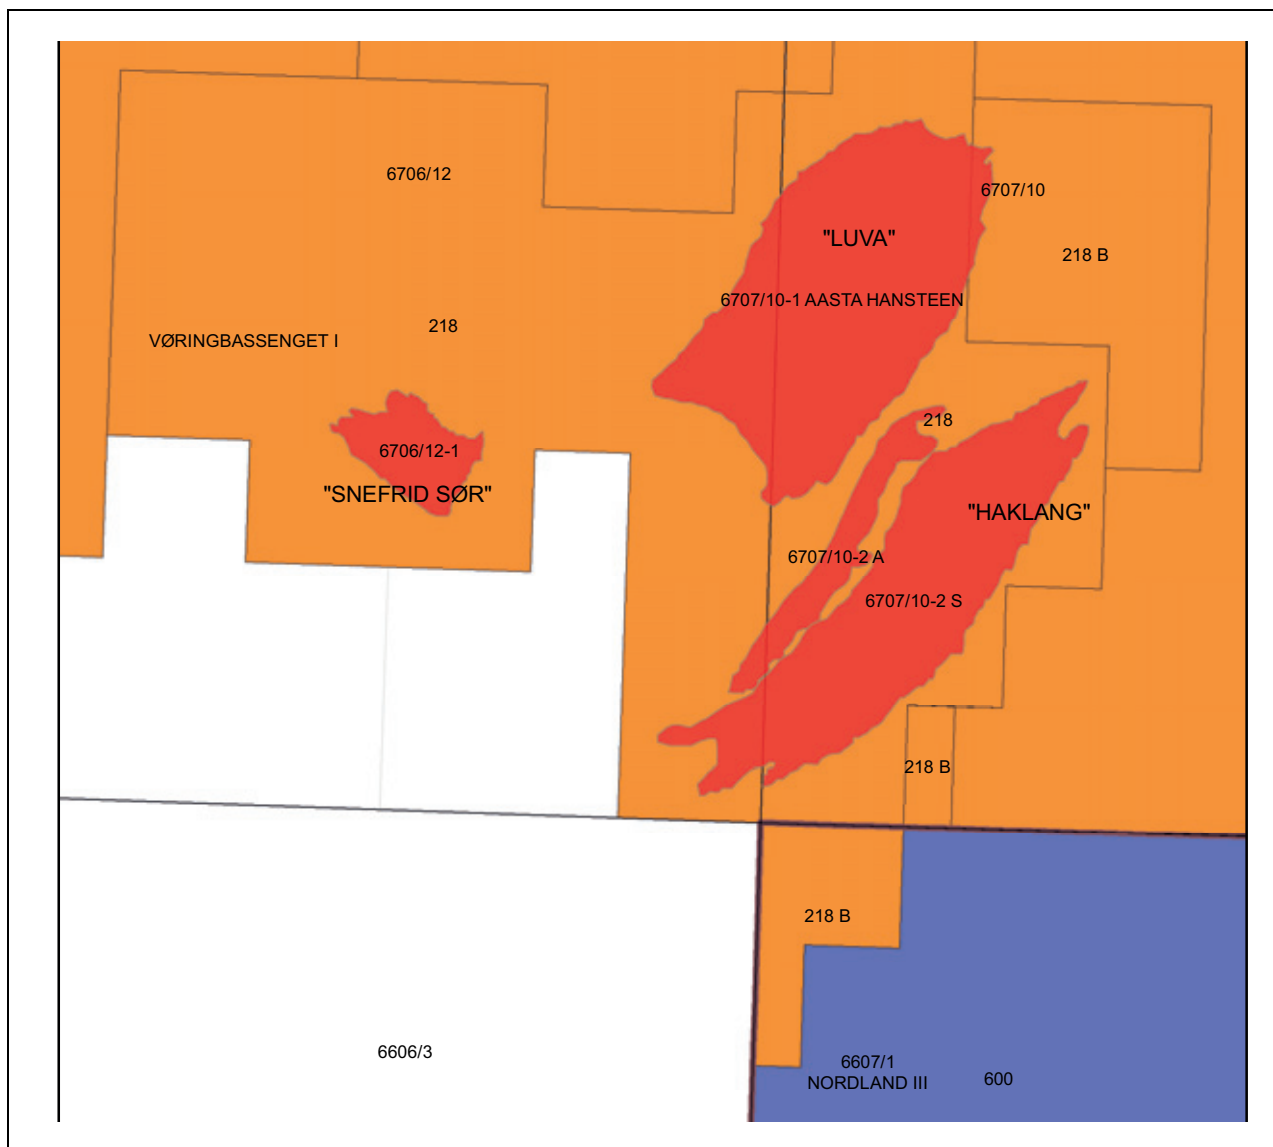 6706/12
6707/10
"LUVA"
218 B
6707/10-1 AASTA HANSTEEN
218
VØRINGBASSENGET I
218
6706/12-1
"SNEFRID SØR"
"HAKLANG"
6707/10-2 A
6707/10-2 S
218 B
218 B
6606/3
6607/1
NORDLAND III
600